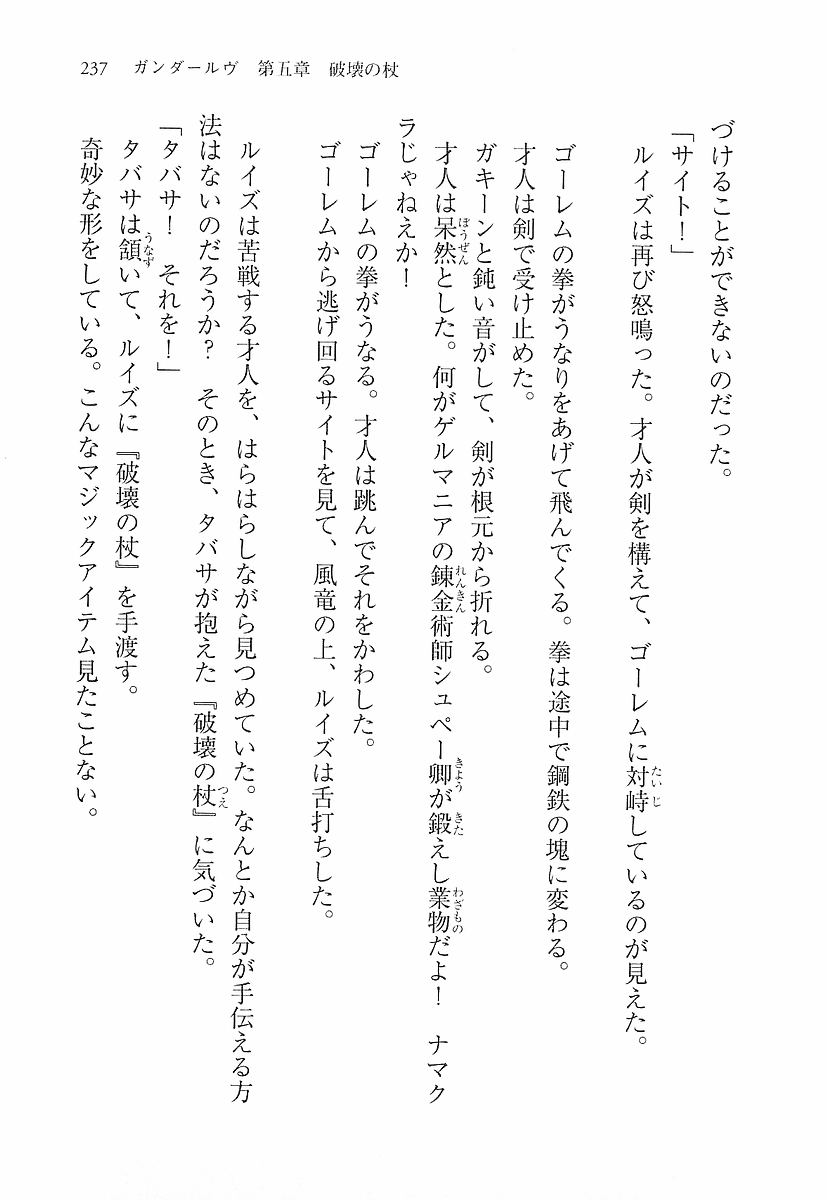 237　ガンダールヴ　第五章　破壊の杖
づけることができないのだった。
「サイト！」
　ルイズは再び怒鳴った。才人が剣を構えて、ゴーレムに対峙しているのが見えた。
　ゴーレムの拳がうなりをあげて飛んでくる。拳は途中で鋼鉄の塊に変わる。
　才人は剣で受け止めた。
　ガキーンと鈍い音がして、剣が根元から折れる。
　才人は呆然とした。何がゲルマニアの錬金術師シュペー卿が鍛えし業物だよ！　ナマク
ラじゃねえか！
　ゴーレムの拳がうなる。才人は跳んでそれをかわした。
　ゴーレムから逃げ回るサイトを見て、風竜の上、ルイズは舌打ちした。
　ルイズは苦戦する才人を、はらはらしながら見つめていた。なんとか自分が手伝える方
法はないのだろうか？　そのとき、タバサが抱えた『破壊の杖』に気づいた。
「タバサ！　それを！」
　タバサは頷いて、ルイズに『破壊の杖』を手渡す。
　奇妙な形をしている。こんなマジックアイテム見たことない。